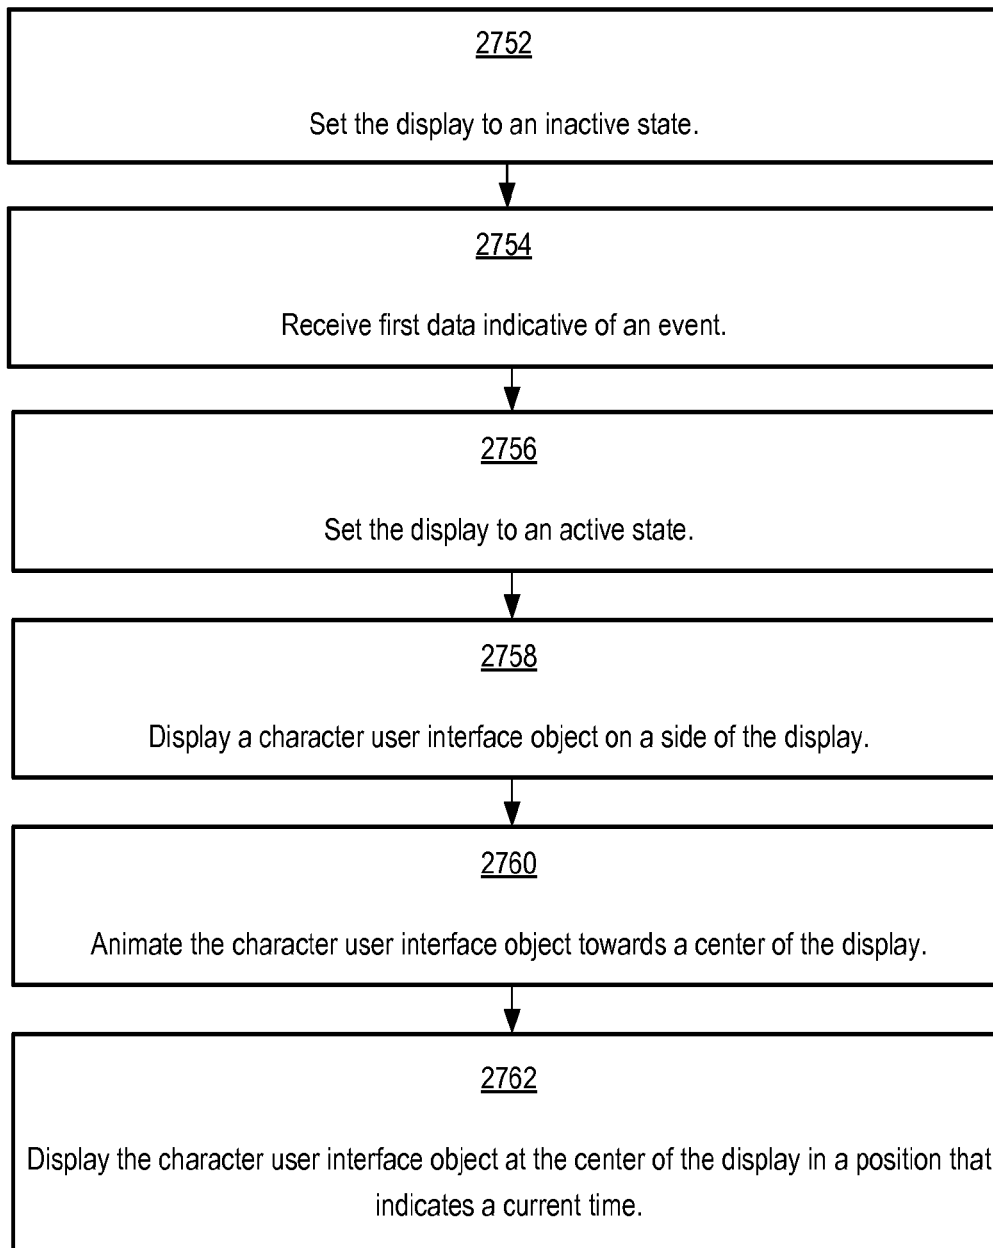 2752
Set the display to an inactive state.
2754
Receive first data indicative of an event.
2756
Set the display to an active state.
2758
Display a character user interface object on a side of the display.
2760
Animate the character user interface object towards a center of the display.
2762
Display the character user interface object at the center of the display in a position that
indicates a current time.